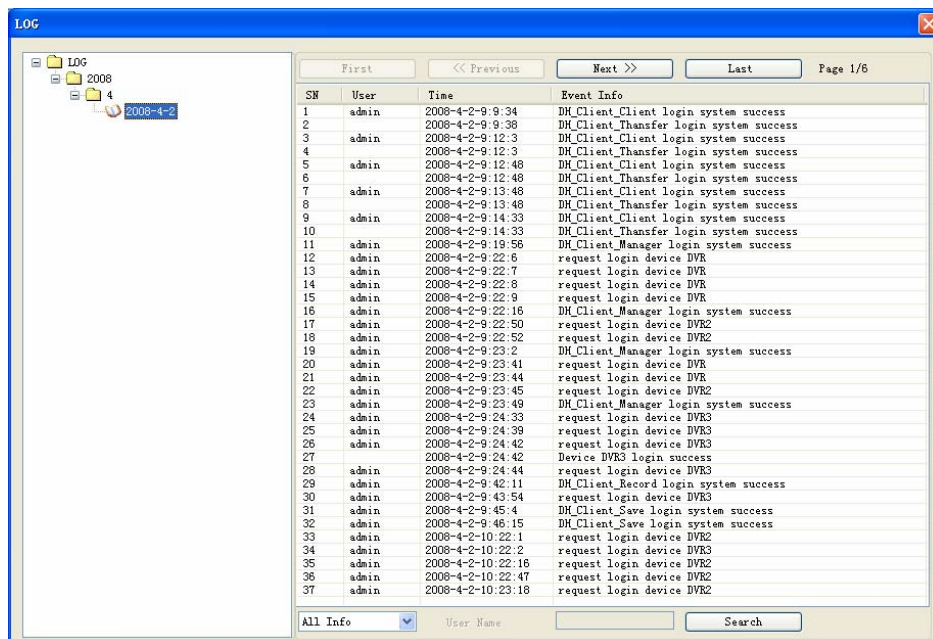 LOG
LOG
2008
4
2008-4-2
First << Previous Next >> Last Page 1/6
SN User Time Event Info
1 admin 2008-4-2-9:9:34 DH_Client_Client login system success
2 2008-4-2-9:9:38 DH_Client_Thansfer login system success
3 admin 2008-4-2-9:12:3 DH_Client_Client login system success
4 2008-4-2-9:12:3 DH_Client_Thansfer login system success
5 admin 2008-4-2-9:12:48 DH_Client_Client login system success
6 2008-4-2-9:12:48 DH_Client_Thansfer login system success
7 admin 2008-4-2-9:13:48 DH_Client_Client login system success
8 2008-4-2-9:13:48 DH_Client_Thansfer login system success
9 admin 2008-4-2-9:14:33 DH_Client_Client login system success
10 2008-4-2-9:14:33 DH_Client_Thansfer login system success
11 admin 2008-4-2-9:19:56 DH_Client_Manager login system success
12 admin 2008-4-2-9:22:6 request login device DVR
13 admin 2008-4-2-9:22:7 request login device DVR
14 admin 2008-4-2-9:22:8 request login device DVR
15 admin 2008-4-2-9:22:9 request login device DVR
16 admin 2008-4-2-9:22:16 DH_Client_Manager login system success
17 admin 2008-4-2-9:22:50 request login device DVR2
18 admin 2008-4-2-9:22:52 request login device DVR2
19 admin 2008-4-2-9:23:2 DH_Client_Manager login system success
20 admin 2008-4-2-9:23:41 request login device DVR
21 admin 2008-4-2-9:23:44 request login device DVR
22 admin 2008-4-2-9:23:45 request login device DVR2
23 admin 2008-4-2-9:23:49 DH_Client_Manager login system success
24 admin 2008-4-2-9:24:33 request login device DVR3
25 admin 2008-4-2-9:24:39 request login device DVR3
26 admin 2008-4-2-9:24:42 request login device DVR3
27 2008-4-2-9:24:42 Device DVR3 login success
28 admin 2008-4-2-9:24:44 request login device DVR3
29 admin 2008-4-2-9:42:11 DH_Client_Record login system success
30 admin 2008-4-2-9:43:54 request login device DVR3
31 admin 2008-4-2-9:45:4 DH_Client_Save login system success
32 admin 2008-4-2-9:46:15 DH_Client_Save login system success
33 admin 2008-4-2-10:22:1 request login device DVR2
34 admin 2008-4-2-10:22:2 request login device DVR3
35 admin 2008-4-2-10:22:16 request login device DVR2
36 admin 2008-4-2-10:22:47 request login device DVR2
37 admin 2008-4-2-10:23:18 request login device DVR2
All Info User Name Search